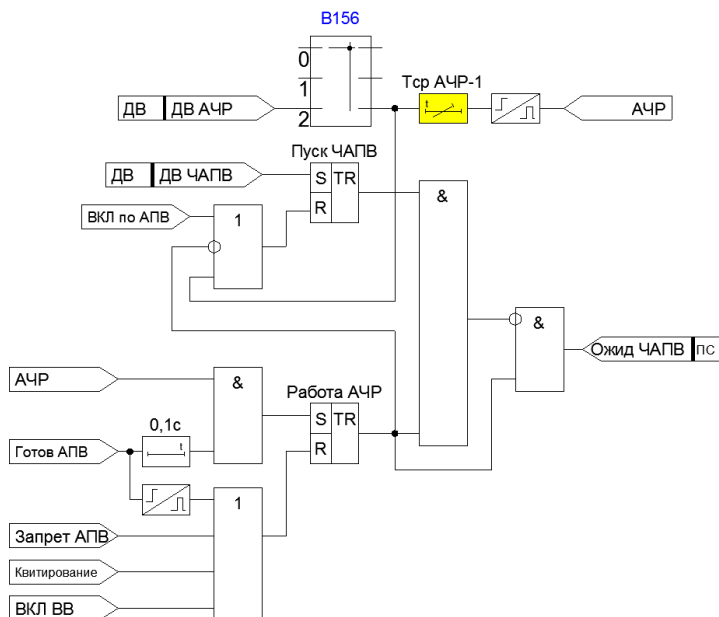 B156
0
1
2
Тср АЧР-1
ДВ ДВ АЧР
t
АЧР
Пуск ЧАПВ
ДВ ДВ ЧАПВ
S TR
R
&
ВКЛ по АПВ
1
&
Ожид ЧАПВ ПС
АЧР
&
Работа АЧР
S TR
R
0,1с
Готов АПВ
t
1
Запрет АПВ
Квитирование
ВКЛ ВВ